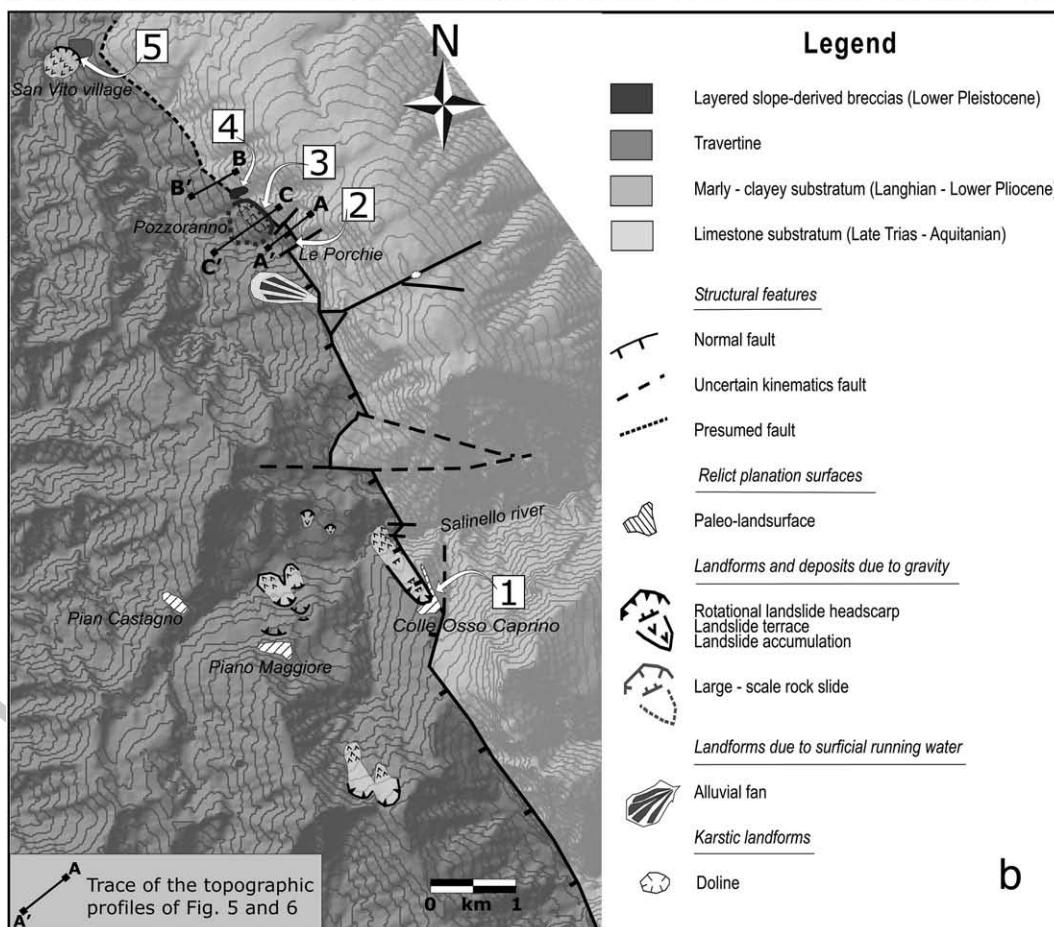 5
San Vito village
N
4
B
3
B'
C
A
2
Pozzoranno
C'
A'
Le Porchie
Salinello river
1
Colle Osso Caprino
Pian Castagno
Piano Maggiore
A
A'
Trace of the topographic
profiles of Fig. 5 and 6
0 km 1
Legend
Layered slope-derived breccias (Lower Pleistocene)
Travertine
Marly - clayey substratum (Langhian - Lower Pliocene)
Limestone substratum (Late Trias - Aquitanian)
Structural features
Normal fault
Uncertain kinematics fault
Presumed fault
Relict planation surfaces
Paleo-landsurface
Landforms and deposits due to gravity
Rotational landslide headscarp
Landslide terrace
Landslide accumulation
Large - scale rock slide
Landforms due to surficial running water
Alluvial fan
Karstic landforms
Doline
b